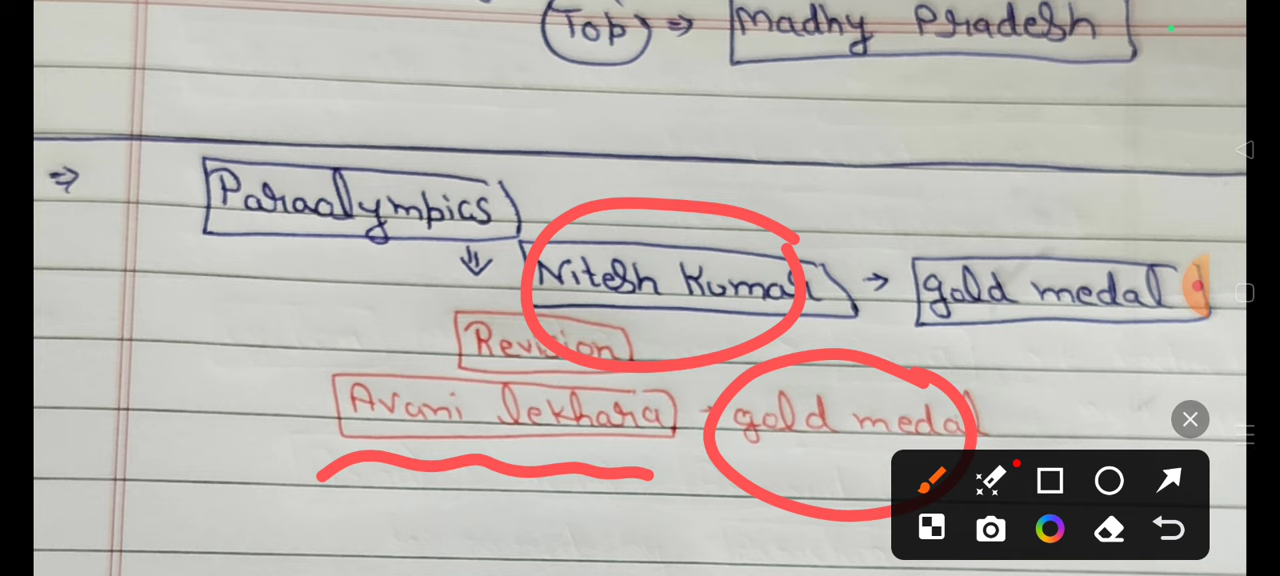 Top ⇒ Madhy Pradesh
⇒ Paraolympics
⇓ Nitesh Kumar → gold medal
Revision
Avani lekhara - gold medal